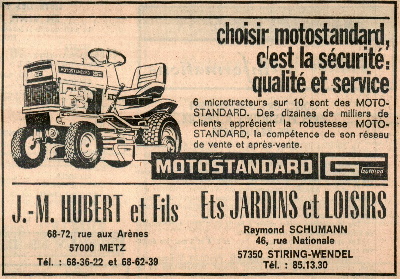 choisir motostandard,
c'est la sécurité:
qualité et service
6 microtracteurs sur 10 sont des MOTO-
STANDARD. Des dizaines de milliers de
clients apprécient la robustesse MOTO-
STANDARD, la compétence de son réseau
de vente et après-vente.
MOTOSTANDARD
MOTOSTANDARD G
J.-M. HUBERT et Fils
68-72, rue aux Arènes
57000 METZ
Tél. : 68-36-22 et 68-62-39
Ets JARDINS et LOISIRS
Raymond SCHUMANN
46, rue Nationale
57350 STIRING-WENDEL
Tél. : 85.13.30